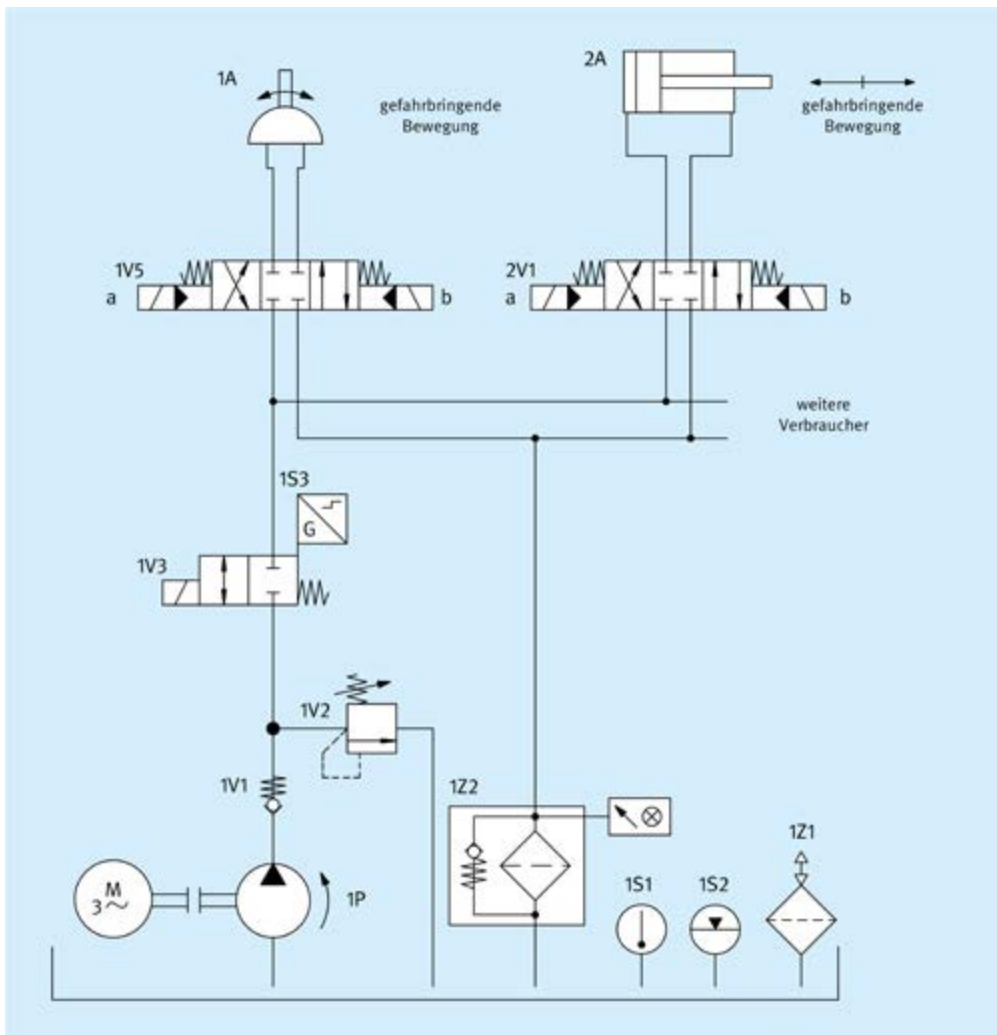 1A
gefahrbringende
Bewegung
2A
gefahrbringende
Bewegung
1V5
a
b
2V1
a
b
weitere
Verbraucher
1S3
G
1V3
1V2
1V1
1Z2
M
3~
1P
1S1
1S2
1Z1